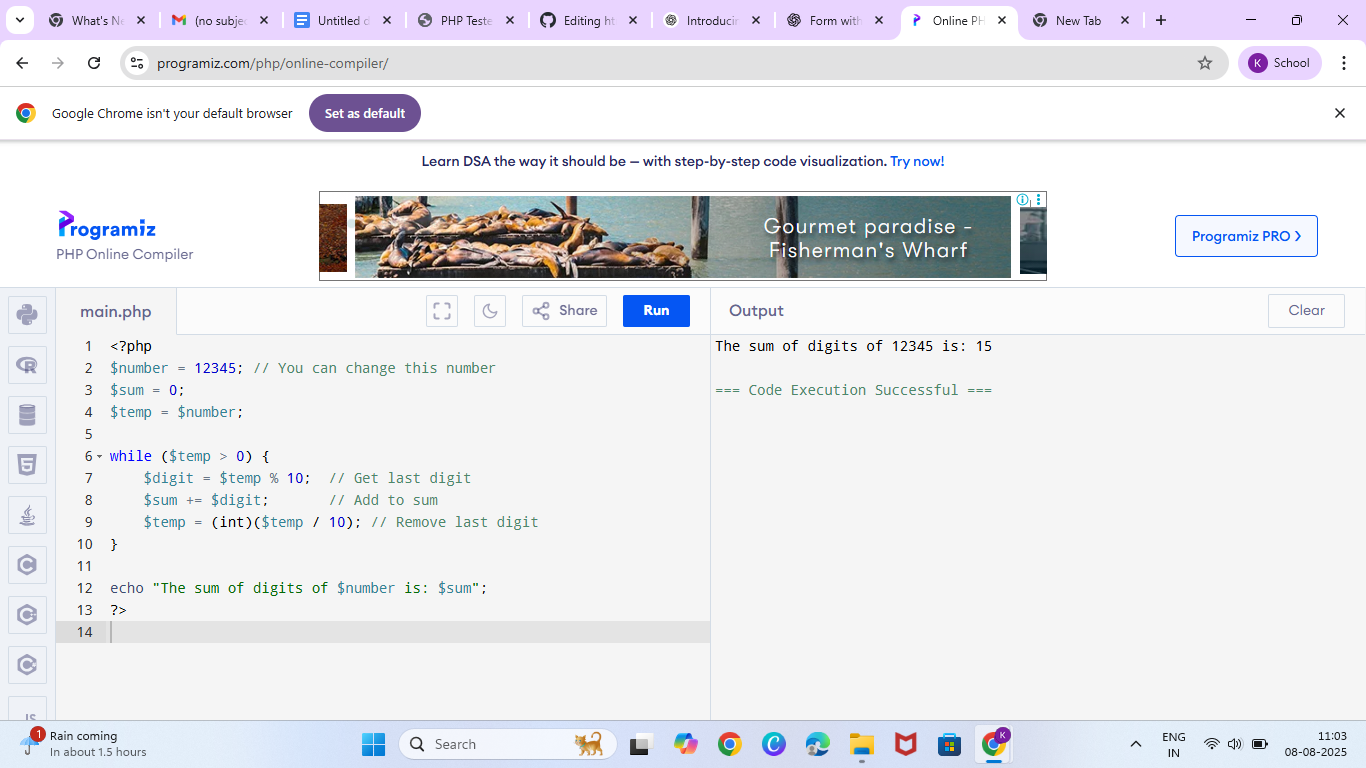 What's Ne
(no subje
Untitled d
PHP Teste
Editing ht
Introducin
Form with
Online PH
New Tab
programiz.com/php/online-compiler/
K School
Google Chrome isn't your default browser
Set as default
Learn DSA the way it should be — with step-by-step code visualization. Try now!
Gourmet paradise -
Fisherman's Wharf
Programiz
PHP Online Compiler
Programiz PRO
main.php
Share
Run
Output
Clear
1 <?php
2 $number = 12345; // You can change this number
3 $sum = 0;
4 $temp = $number;
5
6 while ($temp > 0) {
7 $digit = $temp % 10; // Get last digit
8 $sum += $digit; // Add to sum
9 $temp = (int)($temp / 10); // Remove last digit
10 }
11
12 echo "The sum of digits of $number is: $sum";
13 ?>
14
The sum of digits of 12345 is: 15
=== Code Execution Successful ===
JS
1
Rain coming
In about 1.5 hours
Search
K
ENG
IN
11:03
08-08-2025